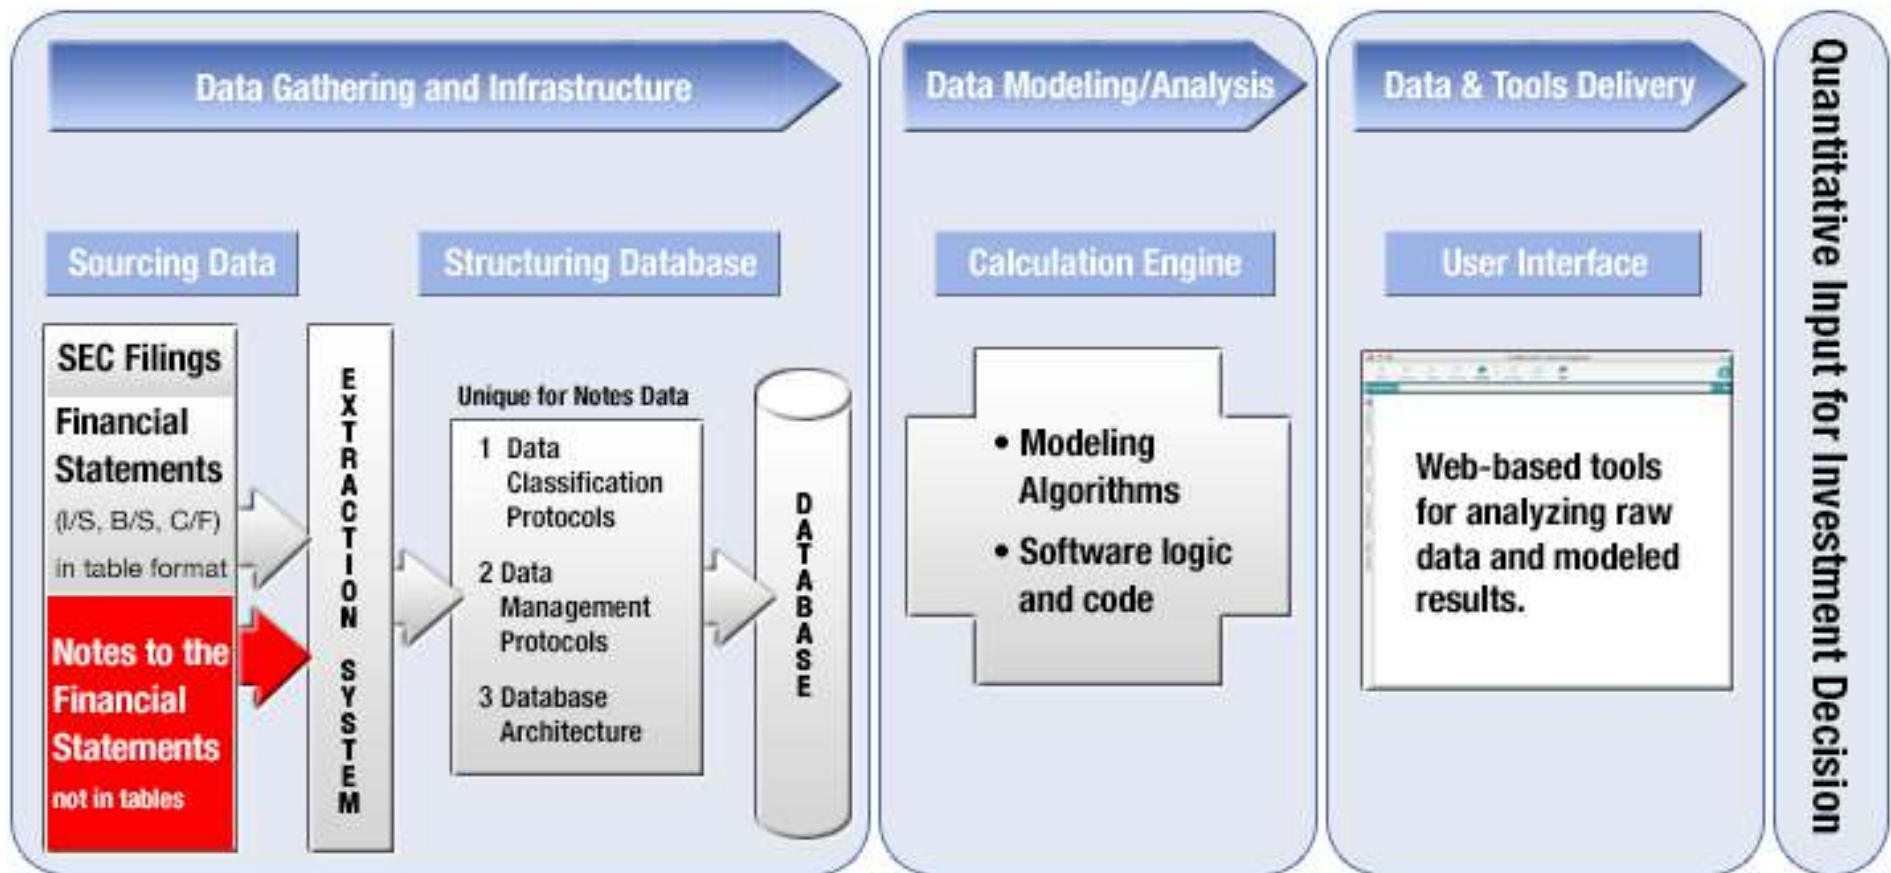 Data Gathering and Infrastructure
Sourcing Data
SEC Filings
Financial
Statements
(I/S, B/S, C/F)
in table format
Notes to the
Financial
Statements
not in tables
EXTRACTION SYSTEM
Structuring Database
Unique for Notes Data
1 Data
Classification
Protocols
2 Data
Management
Protocols
3 Database
Architecture
DATABASE
Data Modeling/Analysis
Calculation Engine
• Modeling
Algorithms
• Software logic
and code
Data & Tools Delivery
User Interface
Web-based tools
for analyzing raw
data and modeled
results.
Quantitative Input for Investment Decision